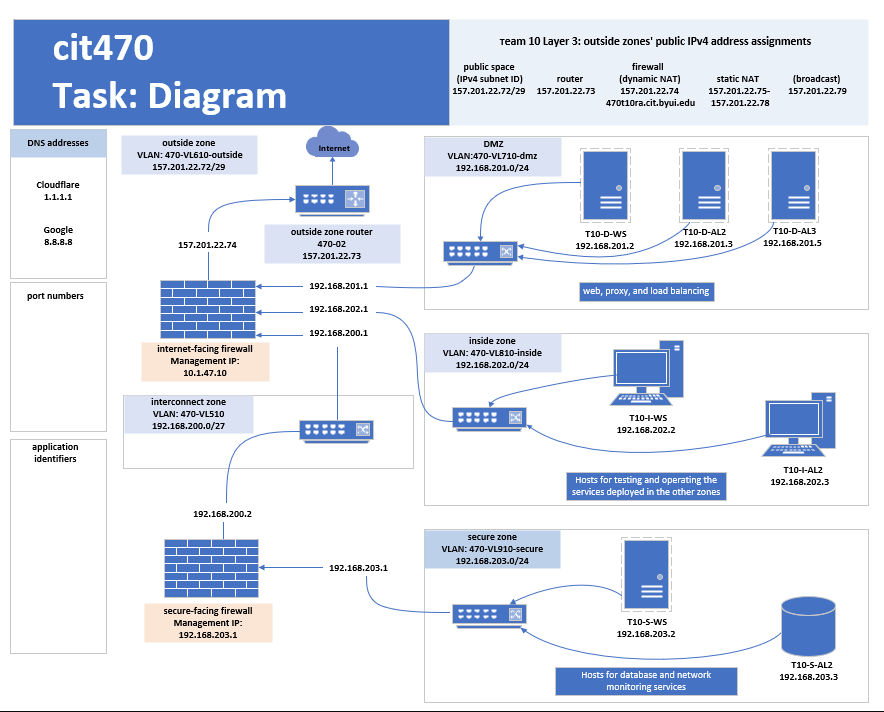 cit470
Task: Diagram
Team 10 Layer 3: outside zones' public IPv4 address assignments
public space
(IPv4 subnet ID)
157.201.22.72/29
router
157.201.22.73
firewall
(dynamic NAT)
157.201.22.74
470t10ra.cit.byui.edu
static NAT
157.201.22.75-
157.201.22.78
(broadcast)
157.201.22.79
DNS addresses
Cloudflare
1.1.1.1
Google
8.8.8.8
port numbers
application
identifiers
outside zone
VLAN: 470-VL610-outside
157.201.22.72/29
Internet
outside zone router
470-02
157.201.22.73
157.201.22.74
192.168.201.1
192.168.202.1
192.168.200.1
internet-facing firewall
Management IP:
10.1.47.10
interconnect zone
VLAN: 470-VL510
192.168.200.0/27
192.168.200.2
secure-facing firewall
Management IP:
192.168.203.1
192.168.203.1
DMZ
VLAN:470-VL710-dmz
192.168.201.0/24
T10-D-WS
192.168.201.2
T10-D-AL2
192.168.201.3
T10-D-AL3
192.168.201.5
web, proxy, and load balancing
inside zone
VLAN: 470-VL810-inside
192.168.202.0/24
T10-I-WS
192.168.202.2
T10-I-AL2
192.168.202.3
Hosts for testing and operating the
services deployed in the other zones
secure zone
VLAN: 470-VL910-secure
192.168.203.0/24
T10-S-WS
192.168.203.2
T10-S-AL2
192.168.203.3
Hosts for database and network
monitoring services